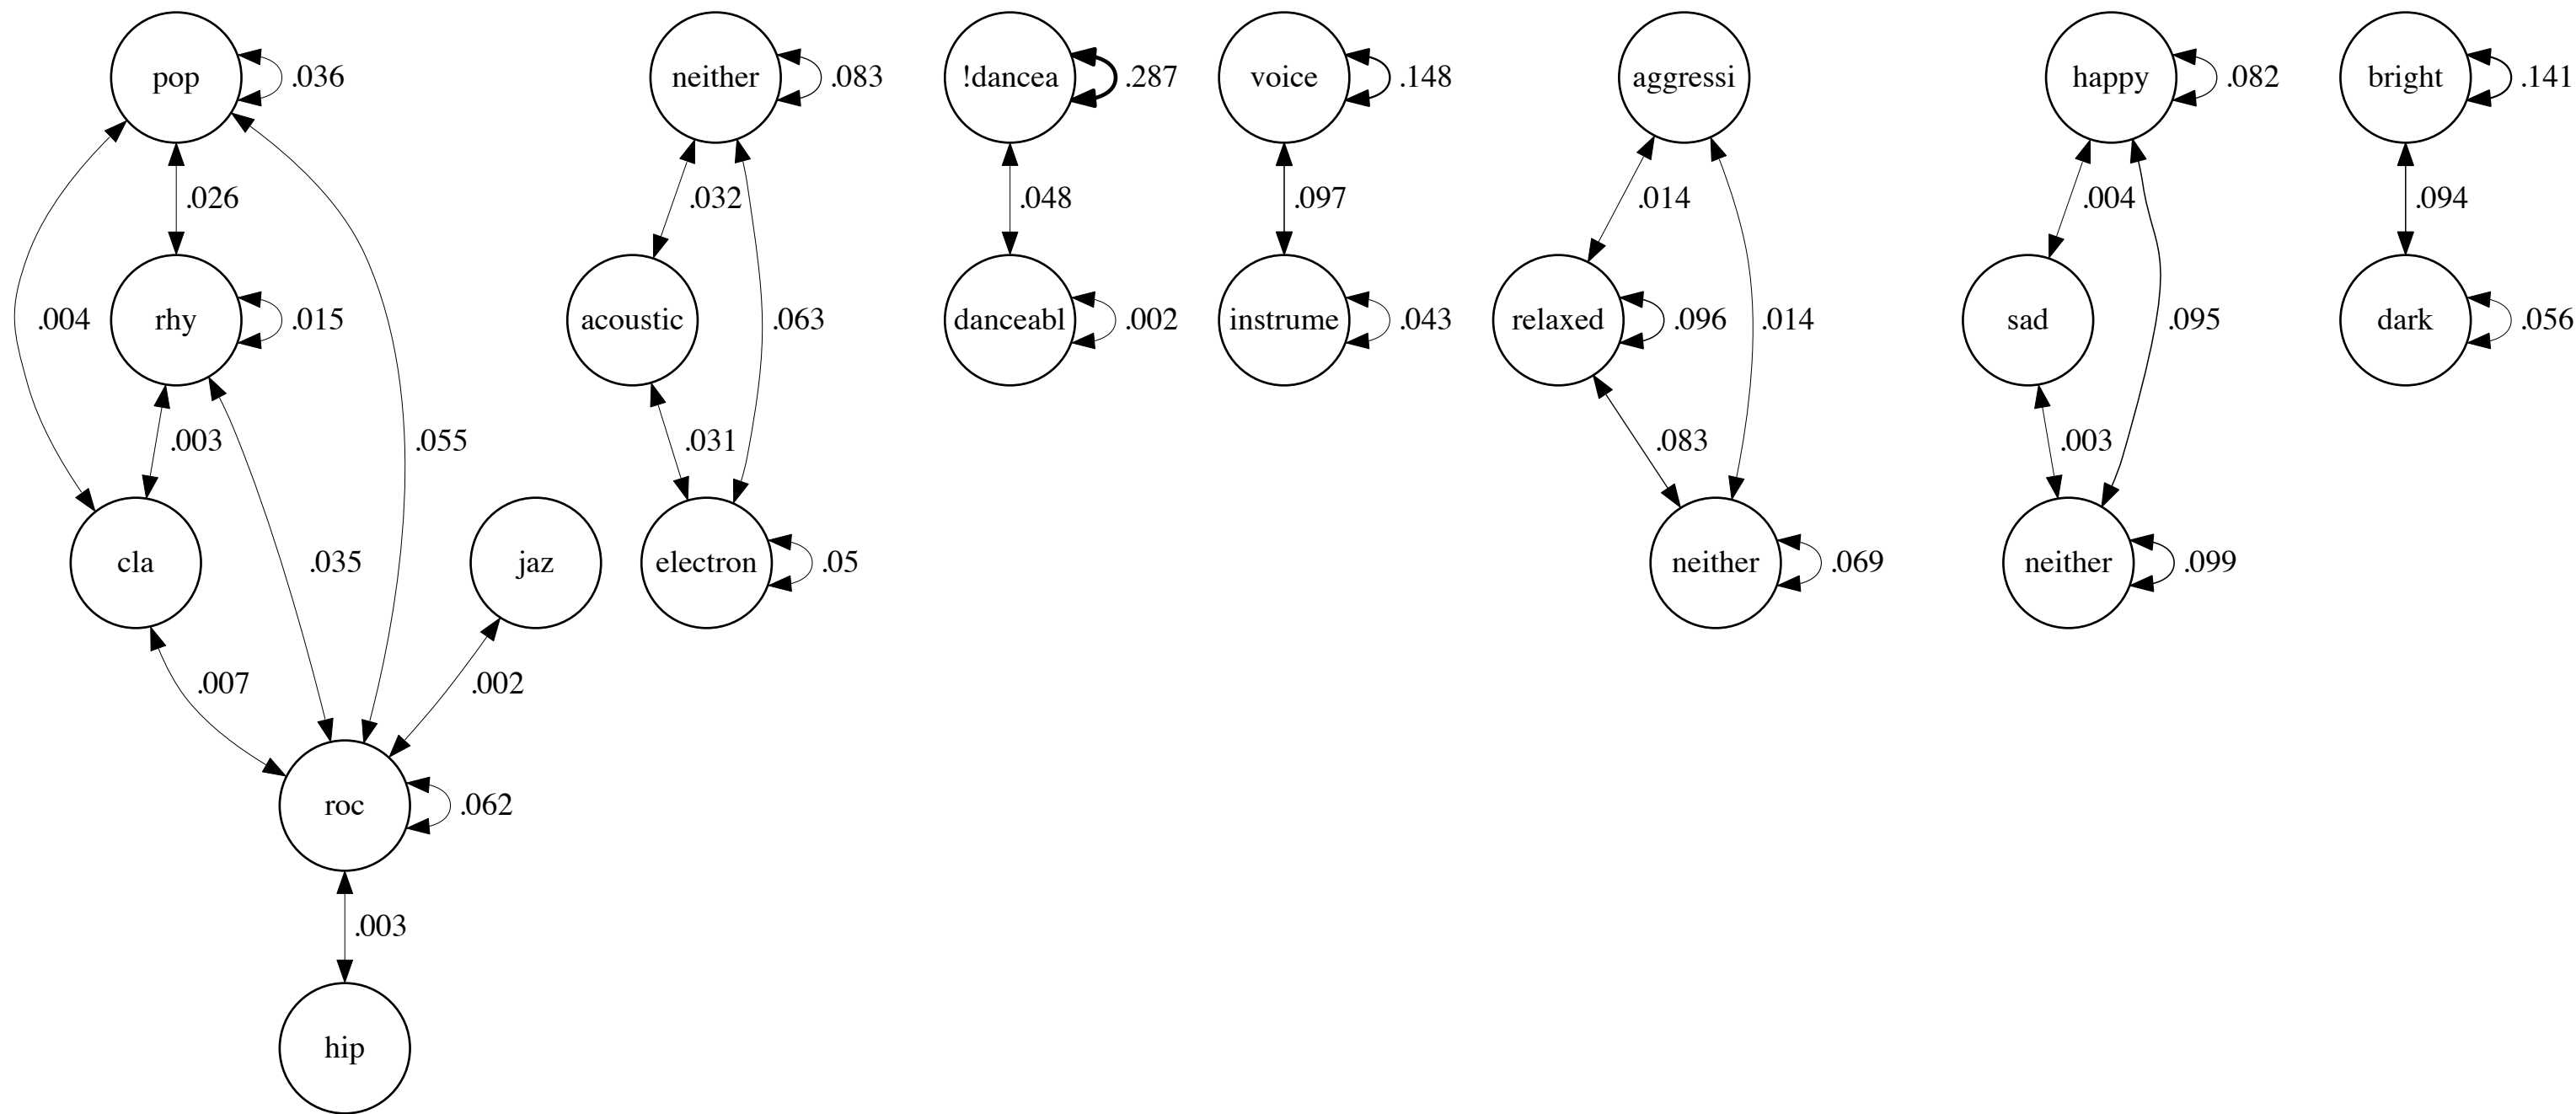 pop .036 neither .083 !dancea .287 voice .148 aggressi happy .082 bright .141
.026 .032 .048 .097 .014 .004 .094
.004 rhy .015 acoustic .063 danceabl .002 instrume .043 relaxed .096 .014 sad .095 dark .056
.003 .055 .031 .083 .003
cla .035 jaz electron .05 neither .069 neither .099
.007 .002
roc .062
.003
hip